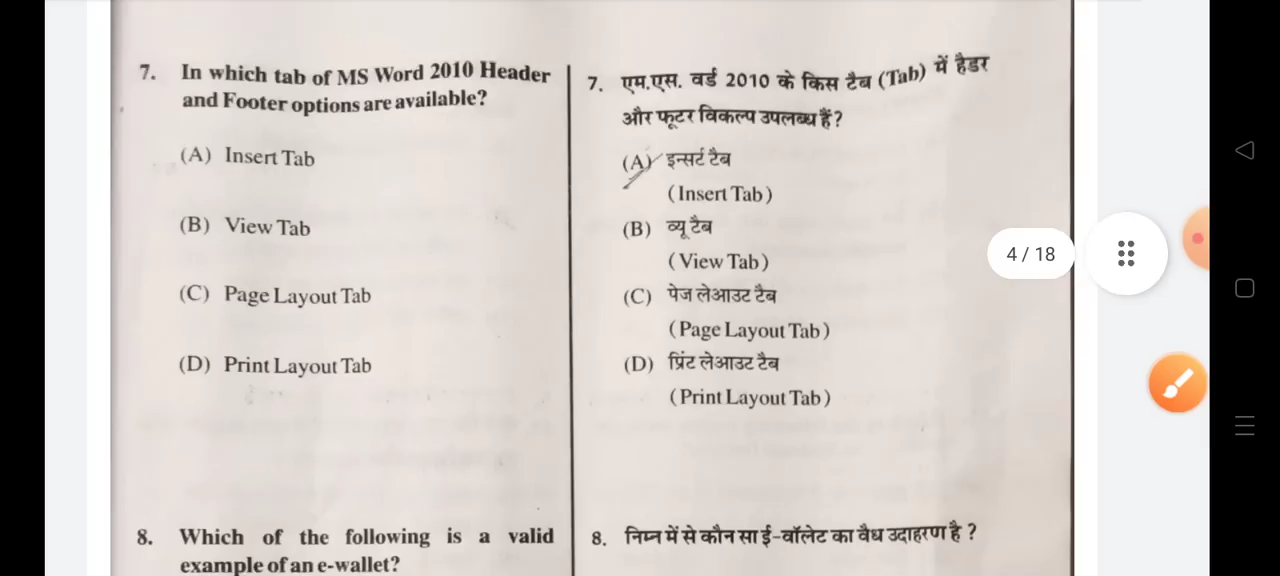 7. In which tab of MS Word 2010 Header
and Footer options are available?
(A) Insert Tab
(B) View Tab
(C) Page Layout Tab
(D) Print Layout Tab
8. Which of the following is a valid
example of an e-wallet?
7. एम.एस. वर्ड 2010 के किस टैब (Tab) में हैडर
और फूटर विकल्प उपलब्ध हैं?
(A) इन्सर्ट टैब
(Insert Tab)
(B) व्यू टैब
(View Tab)
(C) पेज लेआउट टैब
(Page Layout Tab)
(D) प्रिंट लेआउट टैब
(Print Layout Tab)
8. निम्न में से कौन सा ई-वॉलेट का वैध उदाहरण है ?
4 / 18